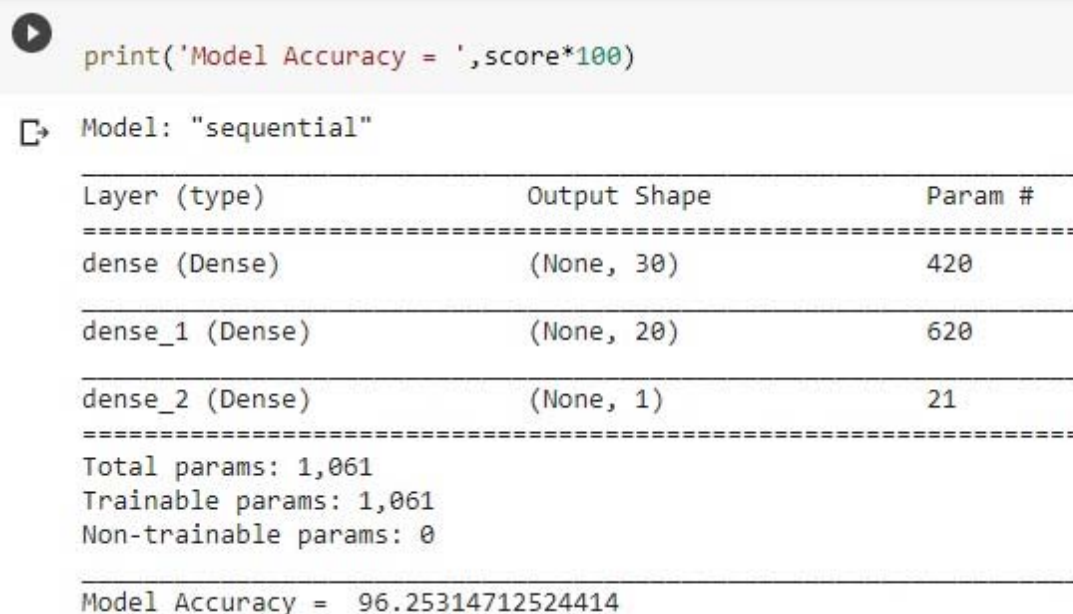 print('Model Accuracy = ',score*100)
Model: "sequential"
Layer (type) Output Shape Param #
=================================================================
dense (Dense) (None, 30) 420
dense_1 (Dense) (None, 20) 620
dense_2 (Dense) (None, 1) 21
=================================================================
Total params: 1,061
Trainable params: 1,061
Non-trainable params: 0
Model Accuracy =  96.25314712524414